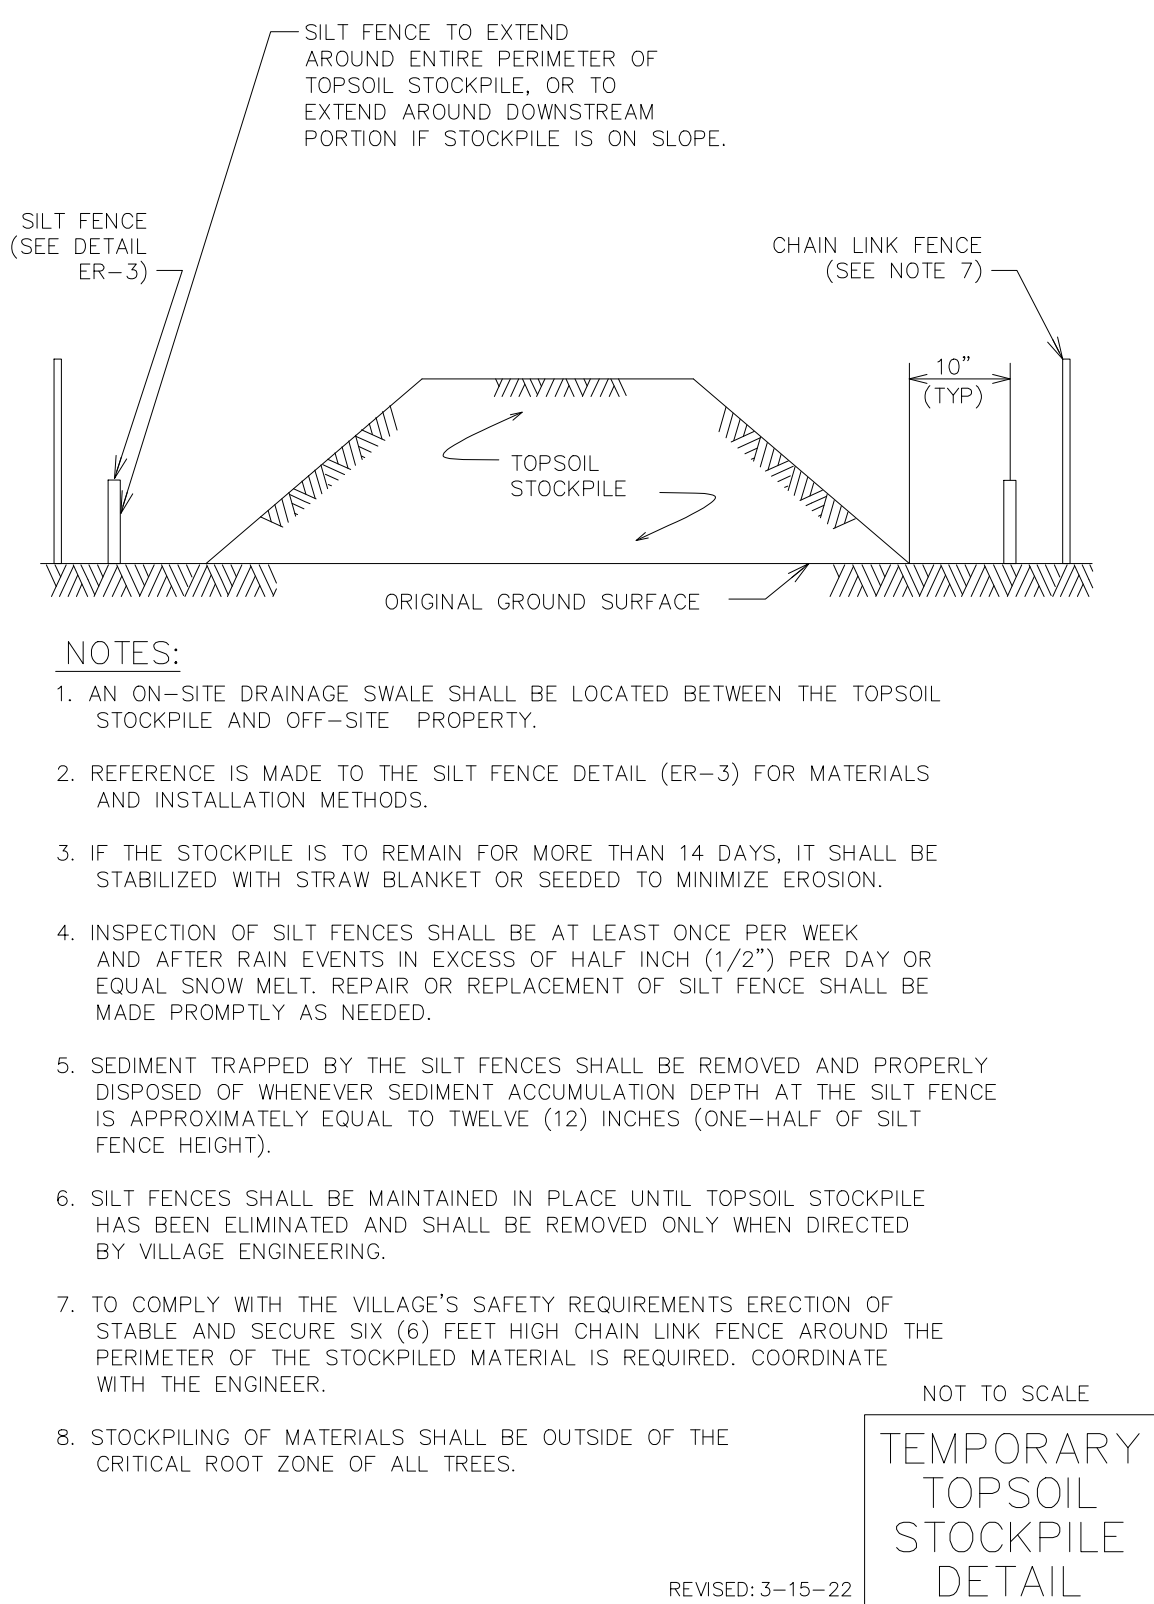 SILT FENCE TO EXTEND
AROUND ENTIRE PERIMETER OF
TOPSOIL STOCKPILE, OR TO
EXTEND AROUND DOWNSTREAM
PORTION IF STOCKPILE IS ON SLOPE.
SILT FENCE
(SEE DETAIL
ER-3)
CHAIN LINK FENCE
(SEE NOTE 7)
10"
(TYP)
TOPSOIL
STOCKPILE
ORIGINAL GROUND SURFACE
NOTES:
1. AN ON-SITE DRAINAGE SWALE SHALL BE LOCATED BETWEEN THE TOPSOIL
STOCKPILE AND OFF-SITE PROPERTY.
2. REFERENCE IS MADE TO THE SILT FENCE DETAIL (ER-3) FOR MATERIALS
AND INSTALLATION METHODS.
3. IF THE STOCKPILE IS TO REMAIN FOR MORE THAN 14 DAYS, IT SHALL BE
STABILIZED WITH STRAW BLANKET OR SEEDED TO MINIMIZE EROSION.
4. INSPECTION OF SILT FENCES SHALL BE AT LEAST ONCE PER WEEK
AND AFTER RAIN EVENTS IN EXCESS OF HALF INCH (1/2") PER DAY OR
EQUAL SNOW MELT. REPAIR OR REPLACEMENT OF SILT FENCE SHALL BE
MADE PROMPTLY AS NEEDED.
5. SEDIMENT TRAPPED BY THE SILT FENCES SHALL BE REMOVED AND PROPERLY
DISPOSED OF WHENEVER SEDIMENT ACCUMULATION DEPTH AT THE SILT FENCE
IS APPROXIMATELY EQUAL TO TWELVE (12) INCHES (ONE-HALF OF SILT
FENCE HEIGHT).
6. SILT FENCES SHALL BE MAINTAINED IN PLACE UNTIL TOPSOIL STOCKPILE
HAS BEEN ELIMINATED AND SHALL BE REMOVED ONLY WHEN DIRECTED
BY VILLAGE ENGINEERING.
7. TO COMPLY WITH THE VILLAGE'S SAFETY REQUIREMENTS ERECTION OF
STABLE AND SECURE SIX (6) FEET HIGH CHAIN LINK FENCE AROUND THE
PERIMETER OF THE STOCKPILED MATERIAL IS REQUIRED. COORDINATE
WITH THE ENGINEER.
8. STOCKPILING OF MATERIALS SHALL BE OUTSIDE OF THE
CRITICAL ROOT ZONE OF ALL TREES.
NOT TO SCALE
TEMPORARY
TOPSOIL
STOCKPILE
DETAIL
REVISED: 3-15-22